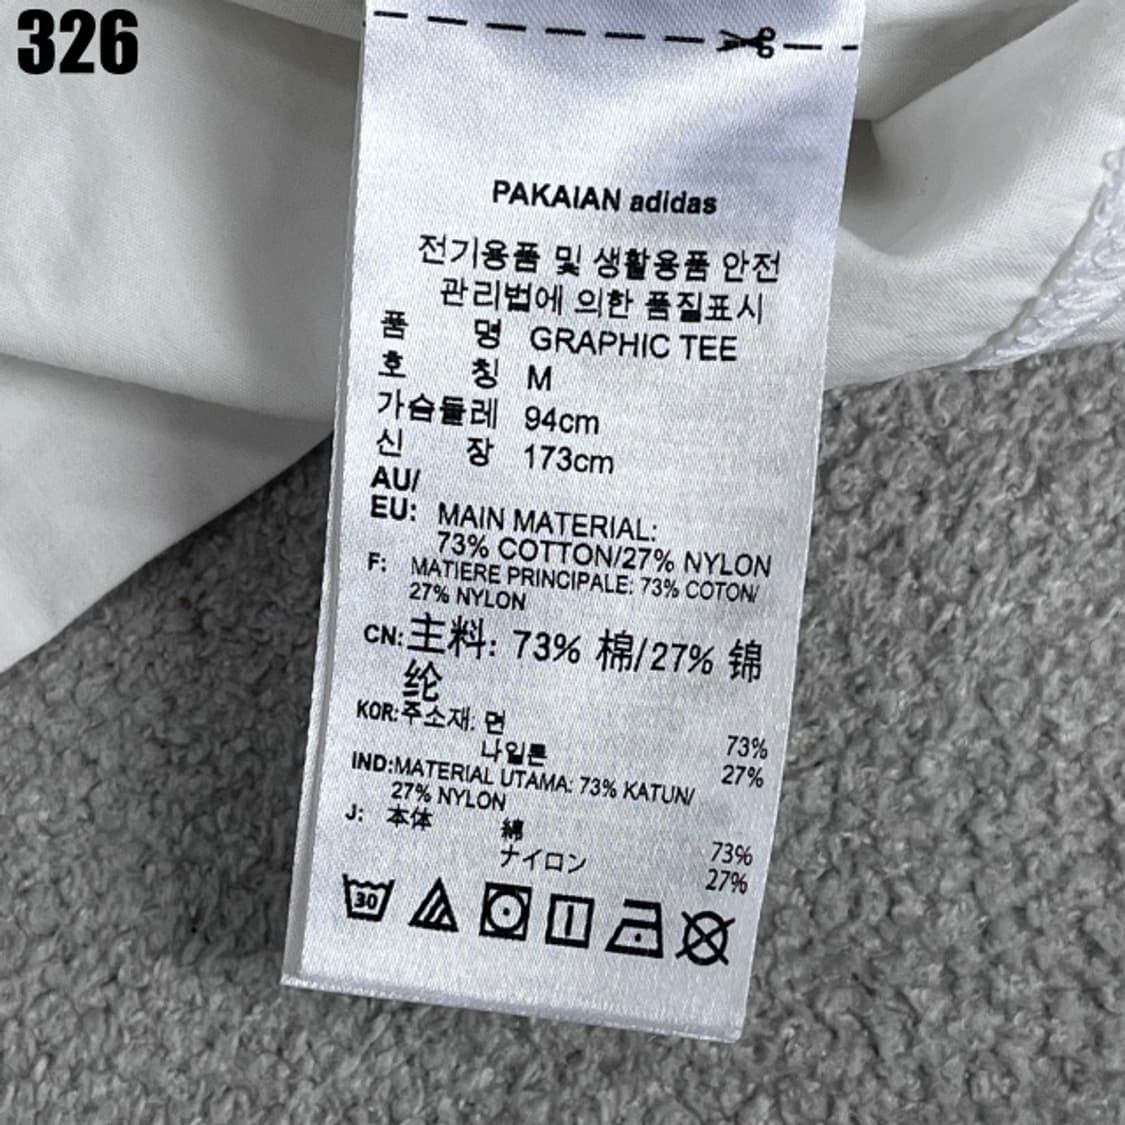 326
PAKAIAN adidas
전기용품 및 생활용품 안전
관리법에 의한 품질표시
품 명 GRAPHIC TEE
호 칭 M
가슴둘레 94cm
신 장 173cm
AU/
EU: MAIN MATERIAL:
73% COTTON/27% NYLON
F: MATIERE PRINCIPALE: 73% COTON/
27% NYLON
CN:主料: 73% 棉/27% 锦
纶
KOR:주소재: 면 73%
나일론 27%
IND:MATERIAL UTAMA: 73% KATUN/
27% NYLON
J: 本体 綿 73%
ナイロン 27%
30